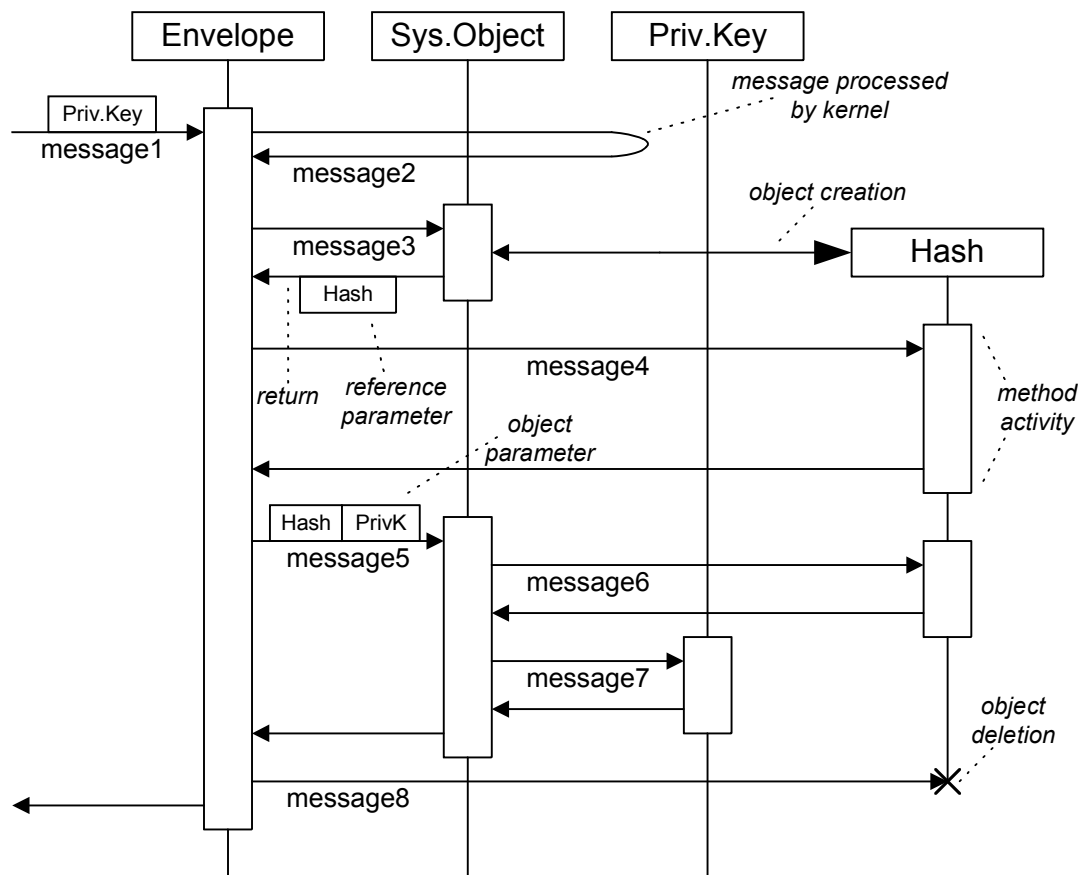 Envelope
Sys.Object
Priv.Key
message processed
by kernel
Priv.Key
message1
message2
object creation
message3
Hash
Hash
message4
return
reference
parameter
method
activity
object
parameter
Hash
PrivK
message5
message6
message7
object
deletion
message8